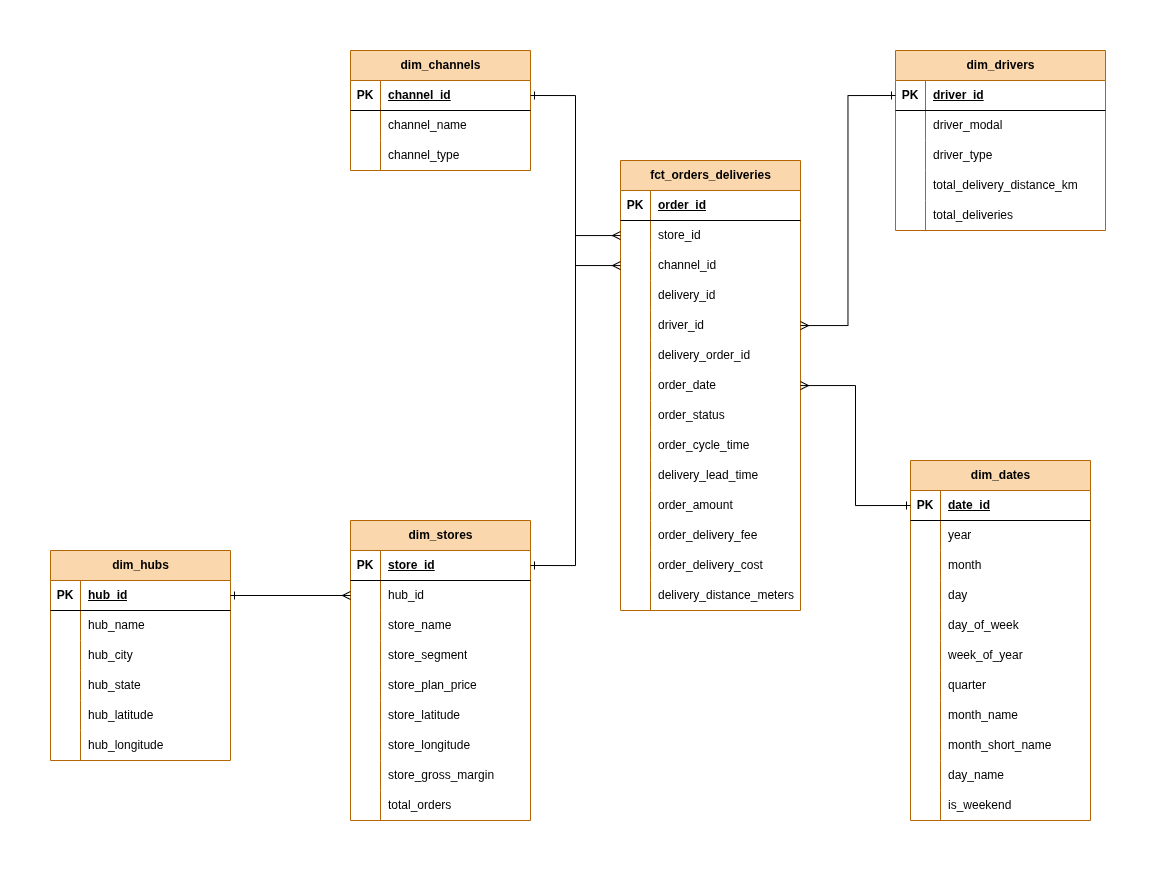 dim_channels
PK channel_id
channel_name
channel_type
dim_drivers
PK driver_id
driver_modal
driver_type
total_delivery_distance_km
total_deliveries
fct_orders_deliveries
PK order_id
store_id
channel_id
delivery_id
driver_id
delivery_order_id
order_date
order_status
order_cycle_time
delivery_lead_time
order_amount
order_delivery_fee
order_delivery_cost
delivery_distance_meters
dim_hubs
PK hub_id
hub_name
hub_city
hub_state
hub_latitude
hub_longitude
dim_stores
PK store_id
hub_id
store_name
store_segment
store_plan_price
store_latitude
store_longitude
store_gross_margin
total_orders
dim_dates
PK date_id
year
month
day
day_of_week
week_of_year
quarter
month_name
month_short_name
day_name
is_weekend